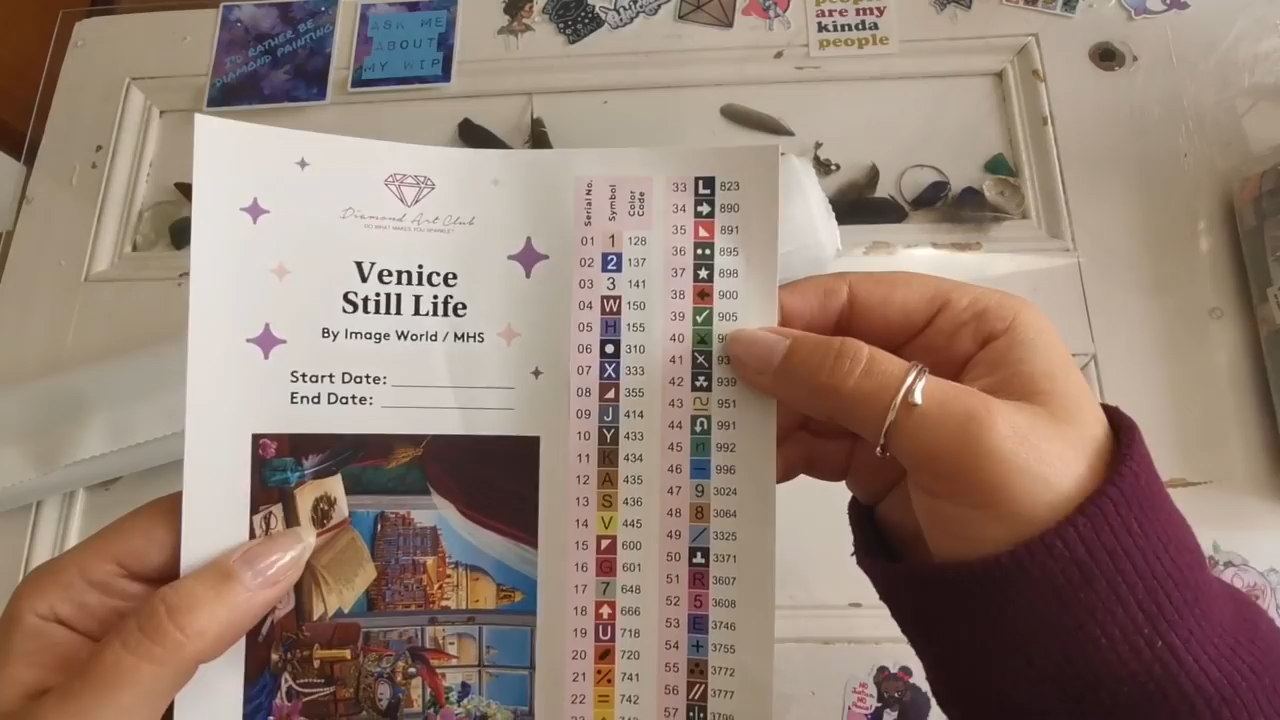 I'D RATHER BE
DIAMOND PAINTING
ASK ME
ABOUT
MY WIP
are my
kinda
people
Diamond Art Club
DO WHAT MAKES YOU SPARKLE™
Venice
Still Life
By Image World / MHS
Start Date:
End Date:
Serial No. Symbol Color Code
01 1 128
02 2 137
03 3 141
04 W 150
05 H 155
06 310
07 X 333
08 355
09 J 414
10 Y 433
11 K 434
12 A 435
13 S 436
14 V 445
15 600
16 G 601
17 7 648
18 666
19 U 718
20 720
21 741
22 = 742
33 L 823
34 890
35 891
36 895
37 ★ 898
38 900
39 ✓ 905
40
41
42 939
43 951
44 991
45 n 992
46 – 996
47 9 3024
48 8 3064
49 / 3325
50 3371
51 R 3607
52 5 3608
53 E 3746
54 + 3755
55 3772
56 // 3777
57
NO
Justice
NO
Peace!